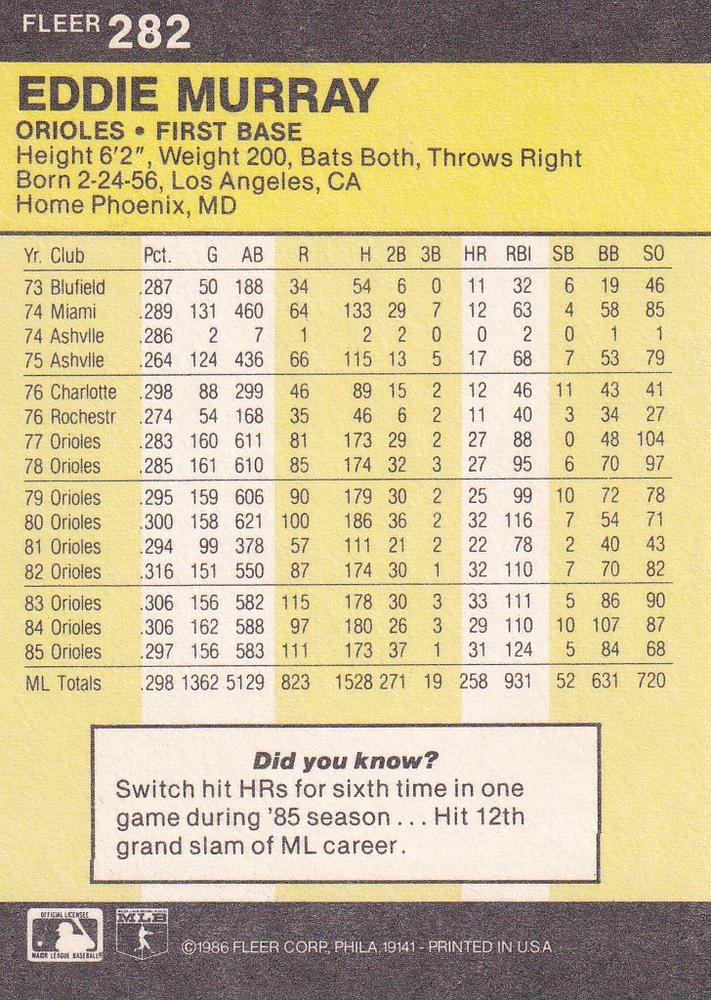 FLEER 282
EDDIE MURRAY
ORIOLES • FIRST BASE
Height 6'2", Weight 200, Bats Both, Throws Right
Born 2-24-56, Los Angeles, CA
Home Phoenix, MD
Yr. Club Pct. G AB R H 2B 3B HR RBI SB BB SO
73 Blufield .287 50 188 34 54 6 0 11 32 6 19 46
74 Miami .289 131 460 64 133 29 7 12 63 4 58 85
74 Ashvlle .286 2 7 1 2 2 0 0 2 0 1 1
75 Ashvlle .264 124 436 66 115 13 5 17 68 7 53 79
76 Charlotte .298 88 299 46 89 15 2 12 46 11 43 41
76 Rochestr .274 54 168 35 46 6 2 11 40 3 34 27
77 Orioles .283 160 611 81 173 29 2 27 88 0 48 104
78 Orioles .285 161 610 85 174 32 3 27 95 6 70 97
79 Orioles .295 159 606 90 179 30 2 25 99 10 72 78
80 Orioles .300 158 621 100 186 36 2 32 116 7 54 71
81 Orioles .294 99 378 57 111 21 2 22 78 2 40 43
82 Orioles .316 151 550 87 174 30 1 32 110 7 70 82
83 Orioles .306 156 582 115 178 30 3 33 111 5 86 90
84 Orioles .306 162 588 97 180 26 3 29 110 10 107 87
85 Orioles .297 156 583 111 173 37 1 31 124 5 84 68
ML Totals .298 1362 5129 823 1528 271 19 258 931 52 631 720
Did you know?
Switch hit HRs for sixth time in one
game during '85 season . . . Hit 12th
grand slam of ML career.
OFFICIAL LICENSEE
MAJOR LEAGUE BASEBALL
MLB
©1986 FLEER CORP., PHILA. 19141 - PRINTED IN U.S.A.